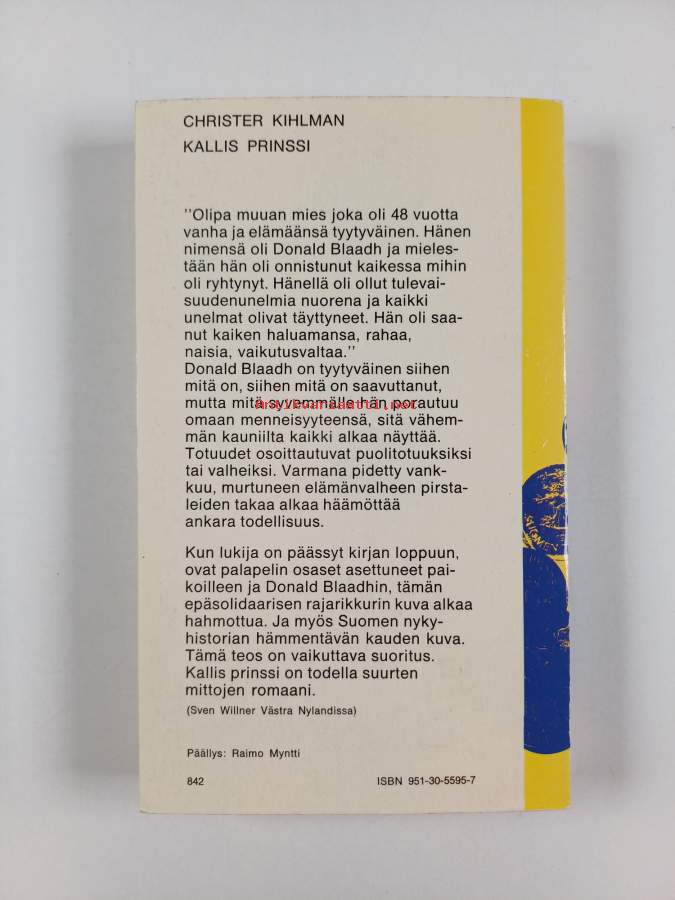 CHRISTER KIHLMAN
KALLIS PRINSSI
''Olipa muuan mies joka oli 48 vuotta
vanha ja elämäänsä tyytyväinen. Hänen
nimensä oli Donald Blaadh ja mieles-
tään hän oli onnistunut kaikessa mihin
oli ryhtynyt. Hänellä oli ollut tulevai-
suudenunelmia nuorena ja kaikki
unelmat olivat täyttyneet. Hän oli saa-
nut kaiken haluamansa, rahaa,
naisia, vaikutusvaltaa.''
Donald Blaadh on tyytyväinen siihen
mitä on, siihen mitä on saavuttanut,
mutta mitä syvemmälle hän porautuu
antikvariaatti.net
omaan menneisyyteensä, sitä vähem-
män kauniilta kaikki alkaa näyttää.
Totuudet osoittautuvat puolitotuuksiksi
tai valheiksi. Varmana pidetty vank-
kuu, murtuneen elämänvalheen pirsta-
leiden takaa alkaa häämöttää
ankara todellisuus.
Kun lukija on päässyt kirjan loppuun,
ovat palapelin osaset asettuneet pai-
koilleen ja Donald Blaadhin, tämän
epäsolidaarisen rajarikkurin kuva alkaa
hahmottua. Ja myös Suomen nyky-
historian hämmentävän kauden kuva.
Tämä teos on vaikuttava suoritus.
Kallis prinssi on todella suurten
mittojen romaani.
(Sven Willner Västra Nylandissa)
Päällys: Raimo Myntti
842 ISBN 951-30-5595-7
SUOMEN